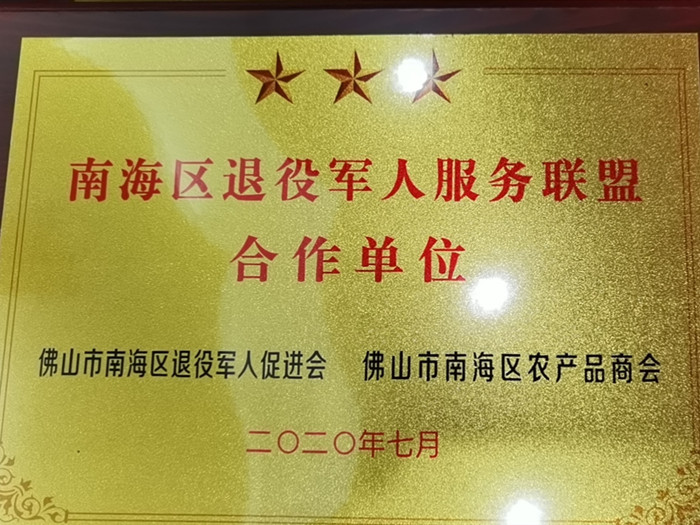 南海区退役军人服务联盟
合作单位
佛山市南海区退役军人促进会 佛山市南海区农产品商会
二〇二〇年七月